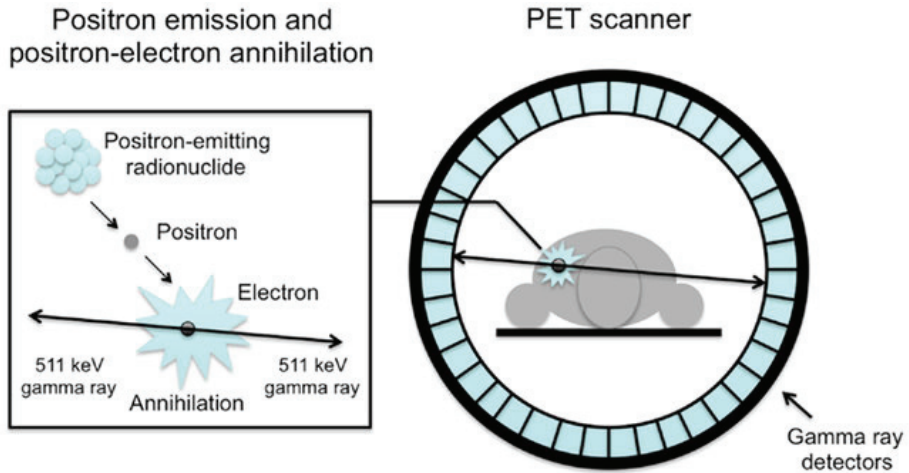 Positron emission and
positron-electron annihilation
PET scanner
Positron-emitting
radionuclide
Positron
Electron
511 keV
gamma ray
511 keV
gamma ray
Annihilation
Gamma ray
detectors